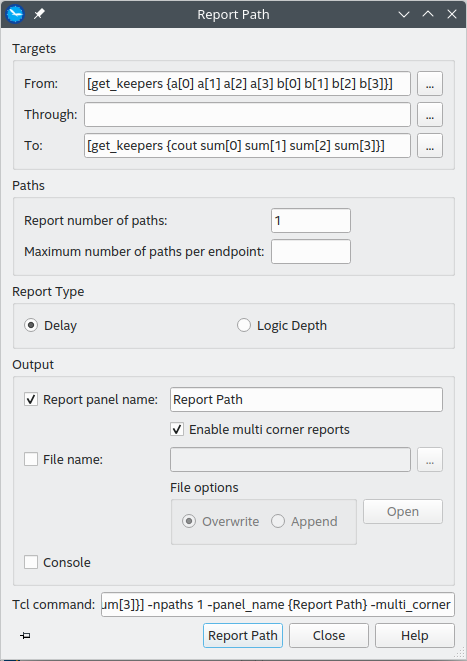 Report Path
Targets
From: [get_keepers {a[0] a[1] a[2] a[3] b[0] b[1] b[2] b[3]}] ...
Through: ...
To: [get_keepers {cout sum[0] sum[1] sum[2] sum[3]}] ...
Paths
Report number of paths: 1
Maximum number of paths per endpoint:
Report Type
Delay Logic Depth
Output
Report panel name: Report Path
Enable multi corner reports
File name: ...
File options
Overwrite Append Open
Console
Tcl command: um[3]}] -npaths 1 -panel_name {Report Path} -multi_corner
Report Path Close Help